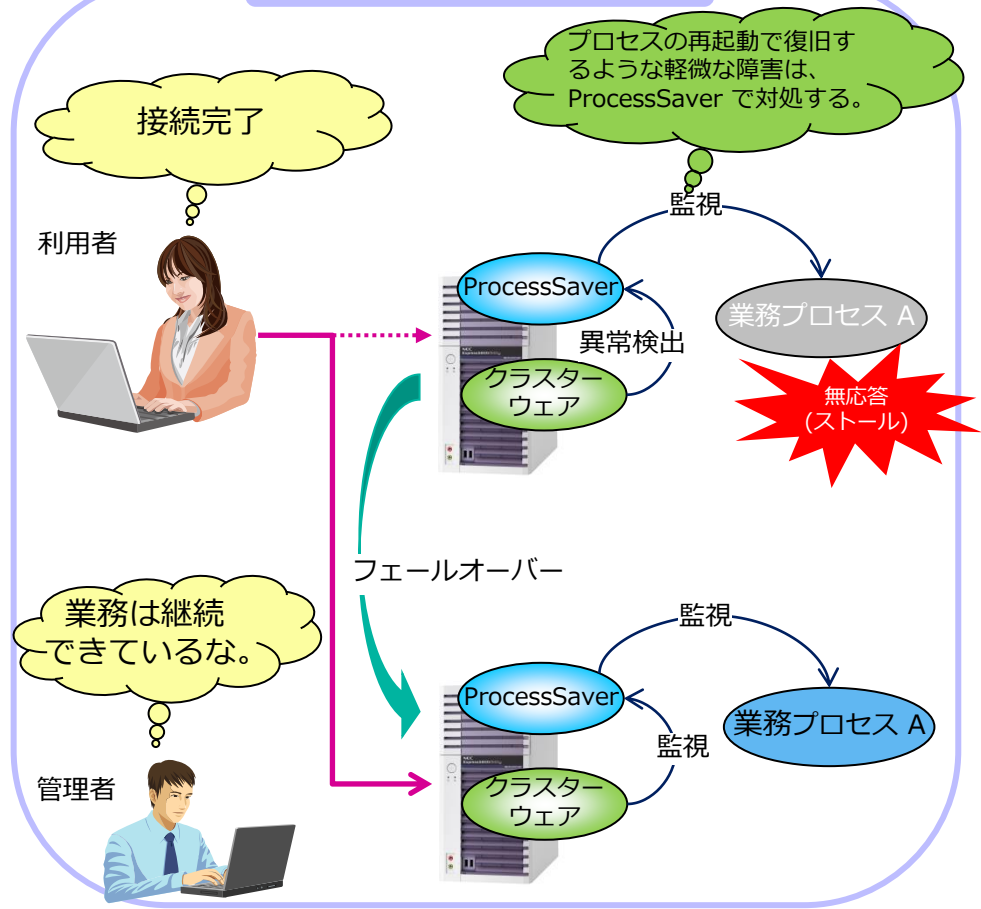 プロセスの再起動で復旧す
るような軽微な障害は、
ProcessSaver で対処する。
接続完了
監視
利用者
ProcessSaver
業務プロセス A
異常検出
クラスター
ウェア
無応答
(ストール)
フェールオーバー
業務は継続
できているな。
監視
ProcessSaver
業務プロセス A
監視
管理者
クラスター
ウェア